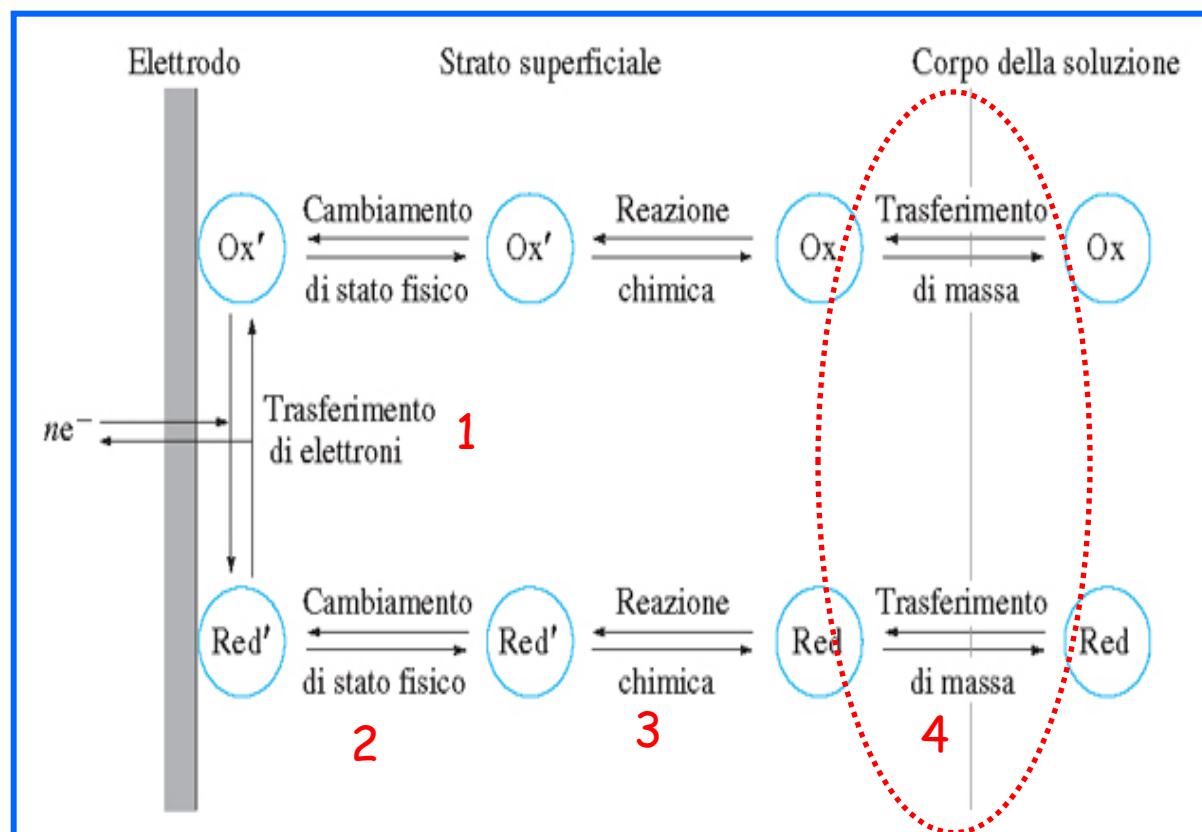 Elettrodo Strato superficiale Corpo della soluzione
Cambiamento Reazione Trasferimento
Ox′ Ox′ Ox Ox
di stato fisico chimica di massa
ne⁻ Trasferimento 1
di elettroni
Cambiamento Reazione Trasferimento
Red′ Red′ Red Red
di stato fisico chimica di massa
2 3 4